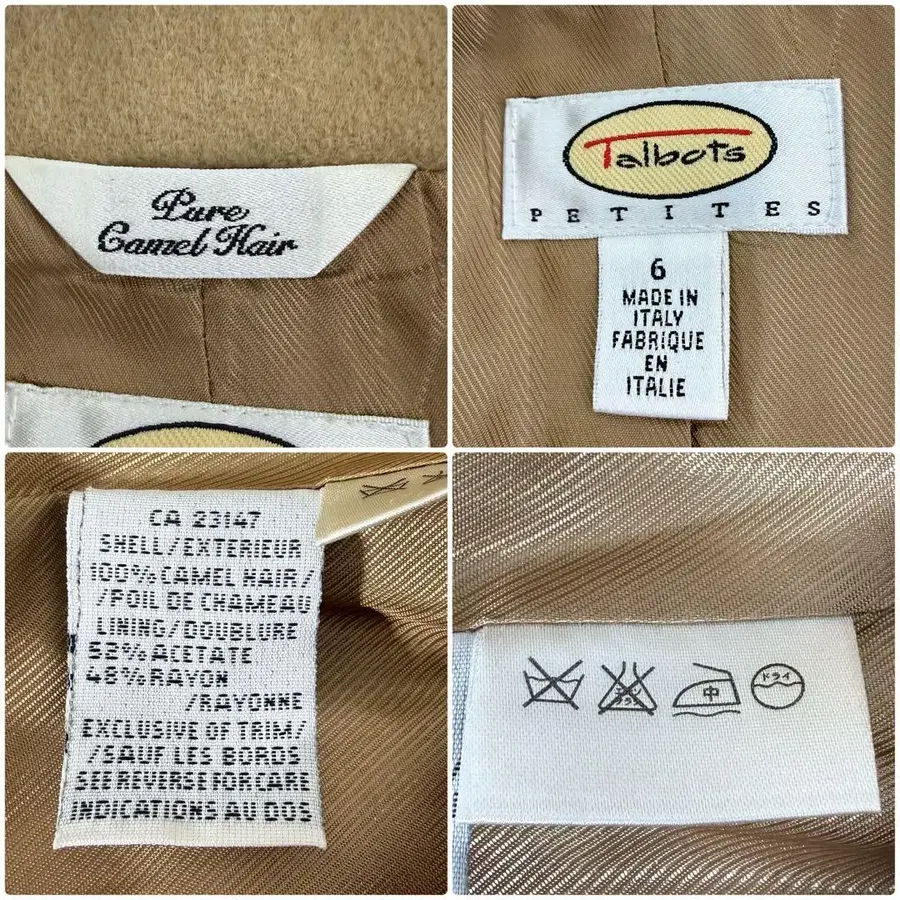 Pure
Camel Hair
Talbots
PETITES
6
MADE IN
ITALY
FABRIQUE
EN
ITALIE
CA 23147
SHELL/EXTERIEUR
100% CAMEL HAIR/
/POIL DE CHAMEAU
LINING/DOUBLURE
52% ACETATE
48% RAYON
/RAYONNE
EXCLUSIVE OF TRIM/
/SAUF LES BORDS
SEE REVERSE FOR CARE
INDICATIONS AU DOS
中
ドライ